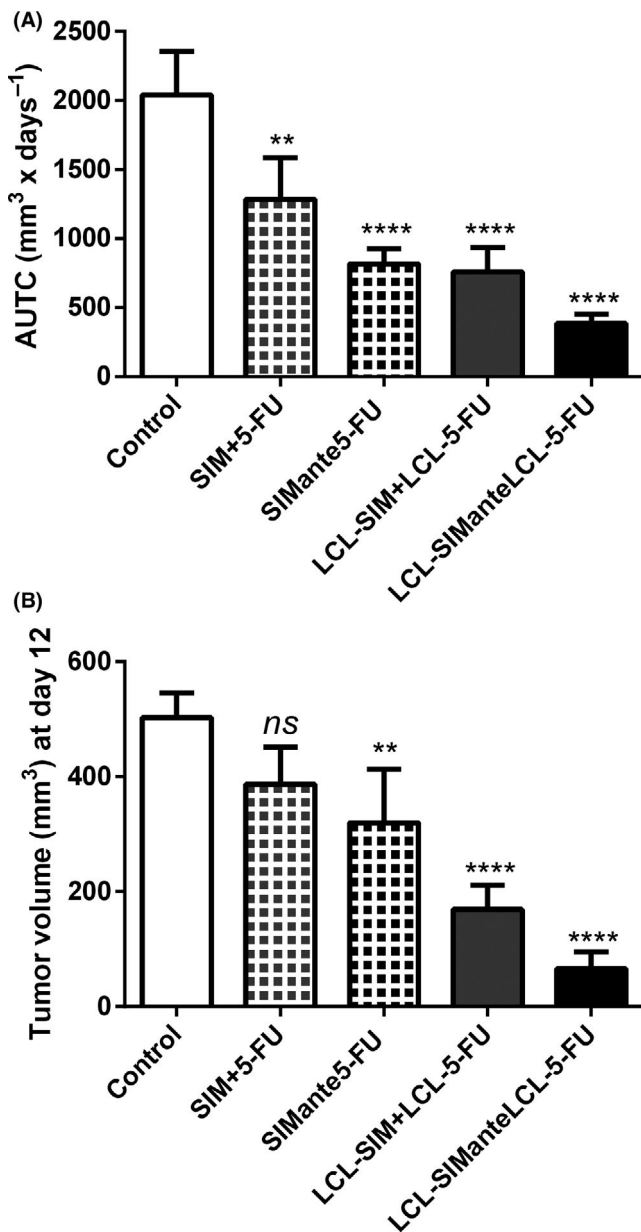 (A)
2500
2000
1500
1000
500
0
AUTC (mm³ x days⁻¹)
**
****
****
****
Control
SIM+5-FU
SIMante5-FU
LCL-SIM+LCL-5-FU
LCL-SIManteLCL-5-FU
(B)
600
400
200
0
Tumor volume (mm³) at day 12
ns
**
****
****
Control
SIM+5-FU
SIMante5-FU
LCL-SIM+LCL-5-FU
LCL-SIManteLCL-5-FU